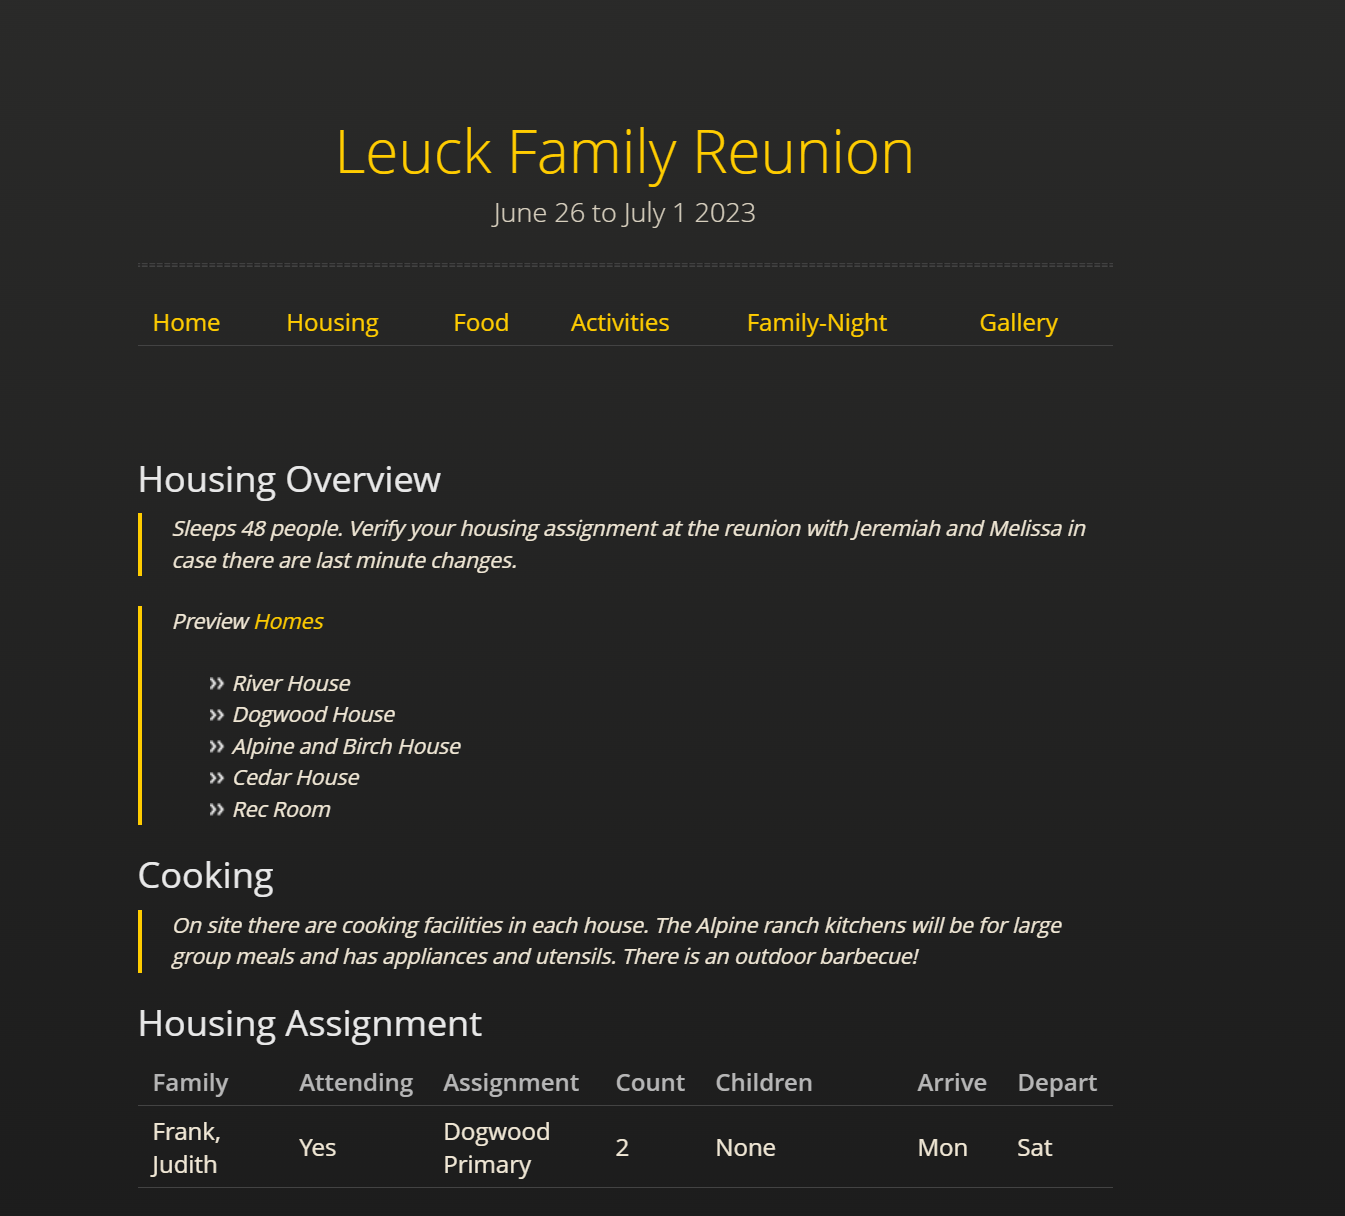 Leuck Family Reunion
June 26 to July 1 2023
Home Housing Food Activities Family-Night Gallery
Housing Overview
Sleeps 48 people. Verify your housing assignment at the reunion with Jeremiah and Melissa in
case there are last minute changes.
Preview Homes
» River House
» Dogwood House
» Alpine and Birch House
» Cedar House
» Rec Room
Cooking
On site there are cooking facilities in each house. The Alpine ranch kitchens will be for large
group meals and has appliances and utensils. There is an outdoor barbecue!
Housing Assignment
Family Attending Assignment Count Children Arrive Depart
Frank, Judith Yes Dogwood Primary 2 None Mon Sat